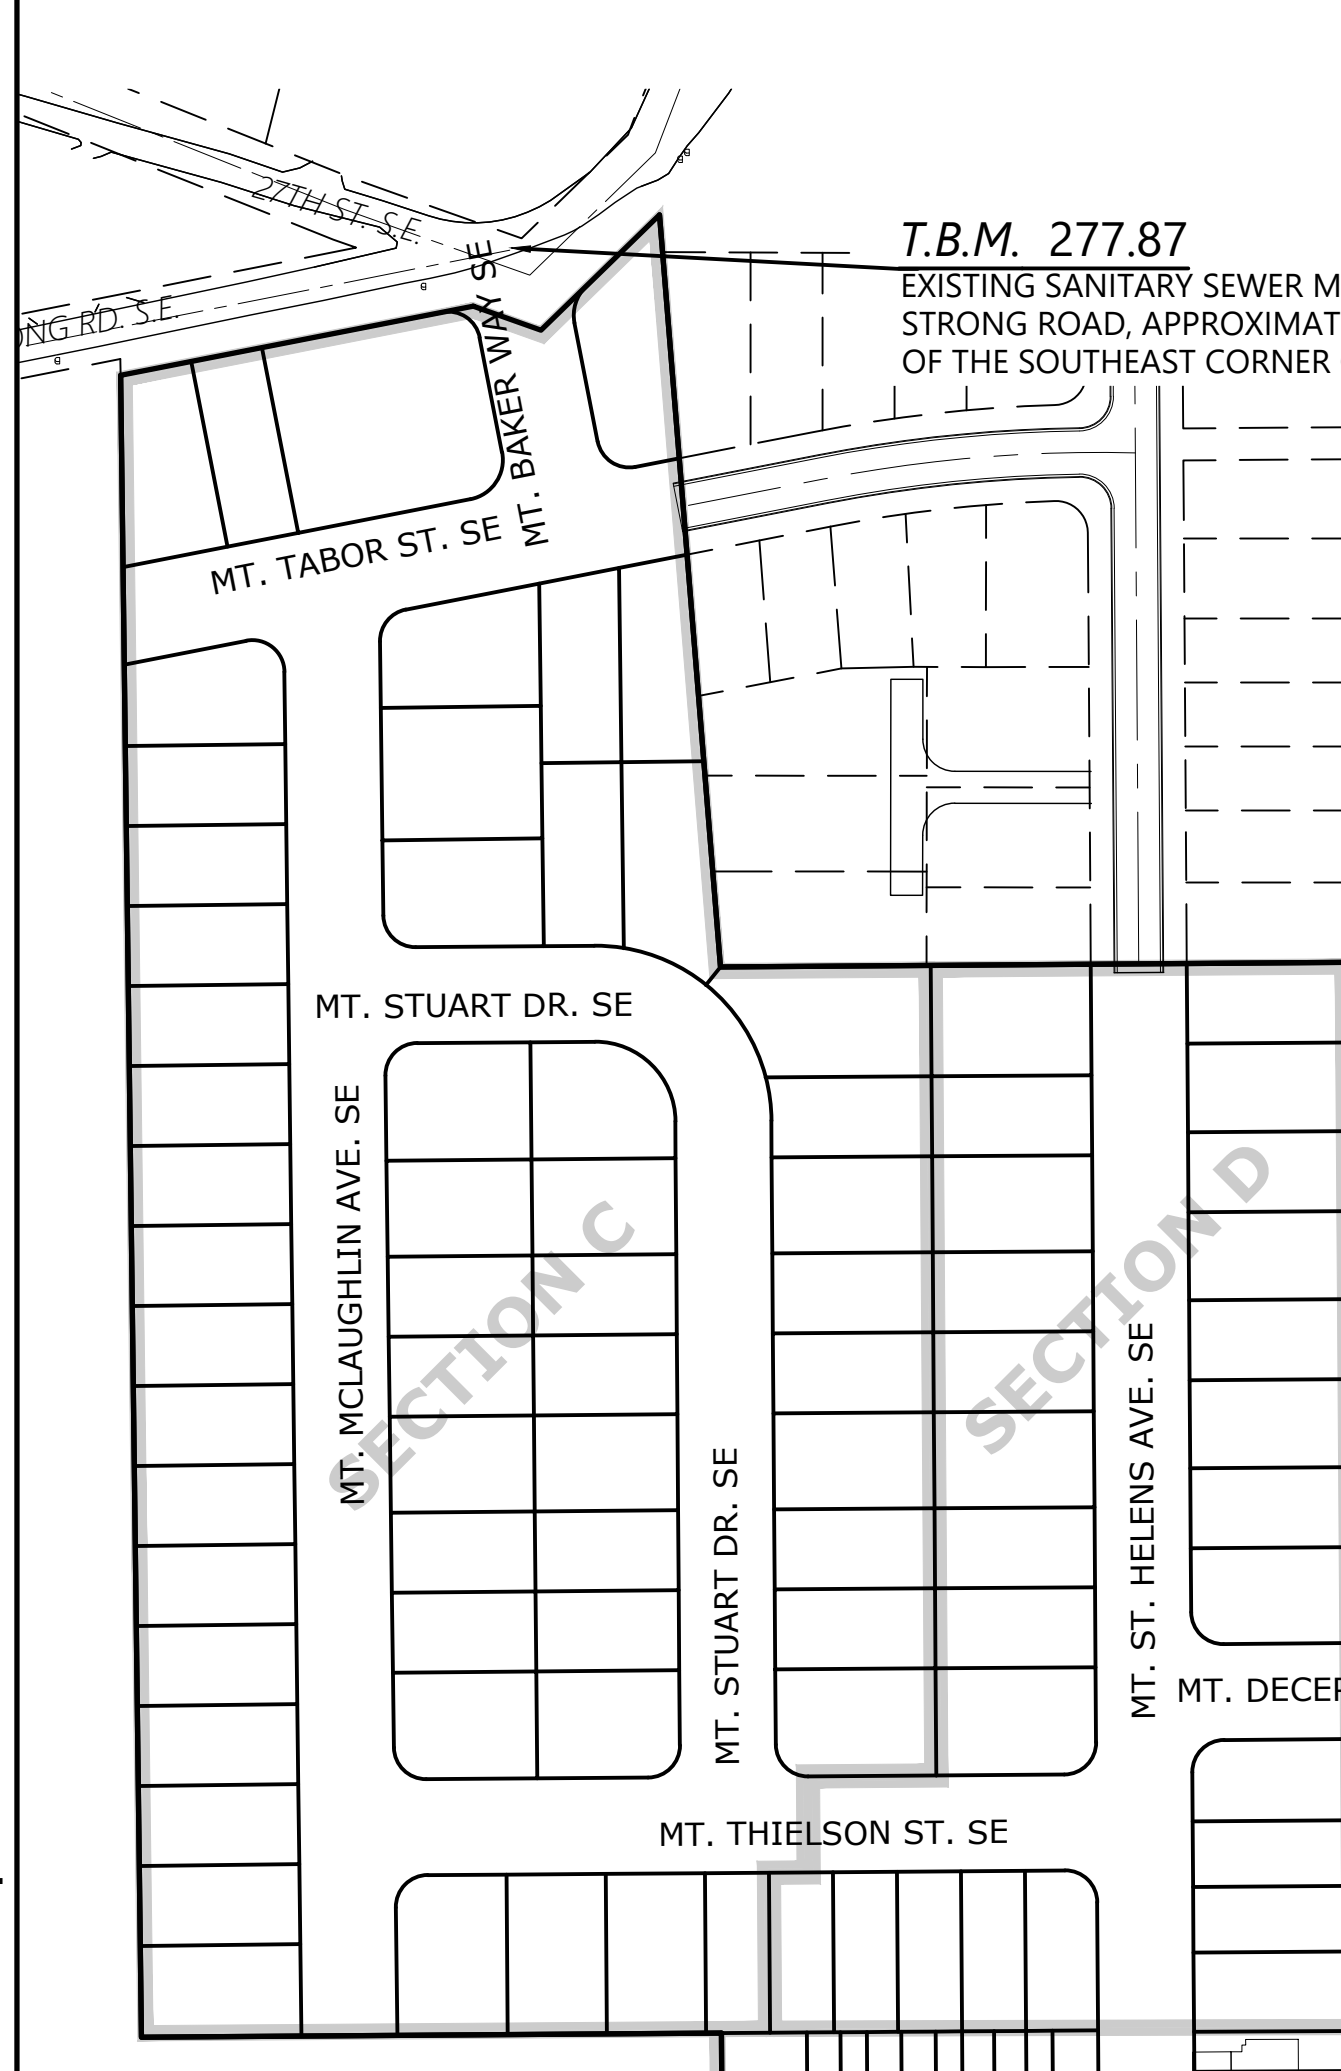 27TH ST. S.E.
T.B.M. 277.87
EXISTING SANITARY SEWER M
STRONG ROAD, APPROXIMAT
OF THE SOUTHEAST CORNER
ONG RD. S.E.
MT. BAKER WAY SE
MT. TABOR ST. SE
MT. STUART DR. SE
MT. MCLAUGHLIN AVE. SE
SECTION C
SECTION D
MT. ST. HELENS AVE. SE
MT. STUART DR. SE
MT. DECEP
MT. THIELSON ST. SE